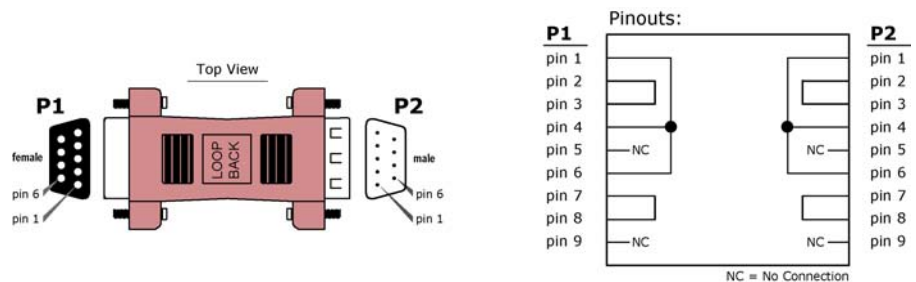 Top View
P1
P2
female
male
pin 6
pin 1
LOOP
BACK
pin 6
pin 1
Pinouts:
P1
P2
pin 1
pin 1
pin 2
pin 2
pin 3
pin 3
pin 4
pin 4
pin 5
NC
NC
pin 5
pin 6
pin 6
pin 7
pin 7
pin 8
pin 8
pin 9
NC
NC
pin 9
NC = No Connection